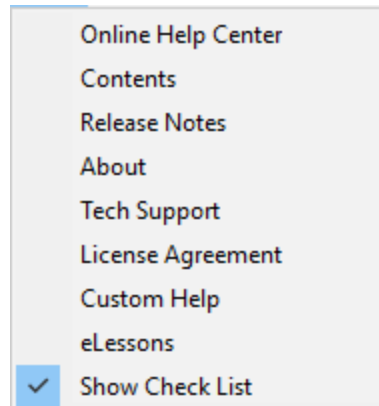 Online Help Center
Contents
Release Notes
About
Tech Support
License Agreement
Custom Help
eLessons
Show Check List